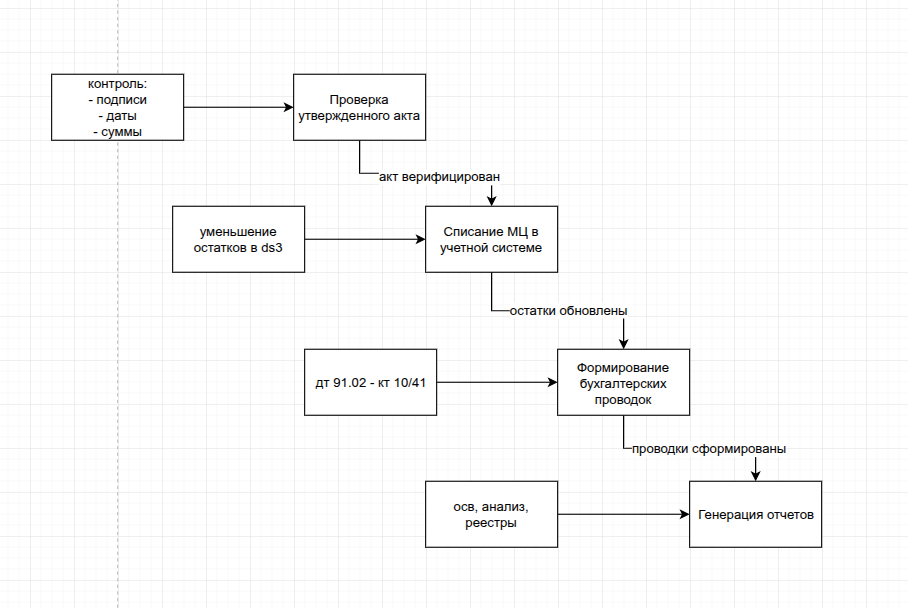 контроль:
- подписи
- даты
- суммы
Проверка
утвержденного акта
акт верифицирован
уменьшение
остатков в ds3
Списание МЦ в
учетной системе
остатки обновлены
дт 91.02 - кт 10/41
Формирование
бухгалтерских
проводок
проводки сформированы
осв, анализ,
реестры
Генерация отчетов